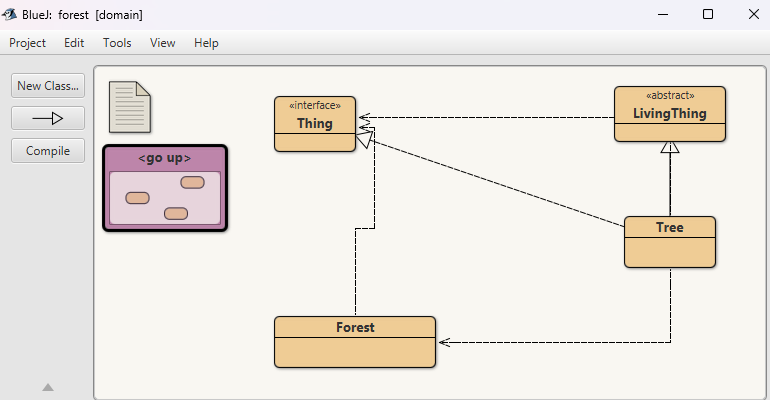 BlueJ: forest [domain]
Project Edit Tools View Help
New Class...
Compile
<go up>
«interface»
Thing
«abstract»
LivingThing
Tree
Forest